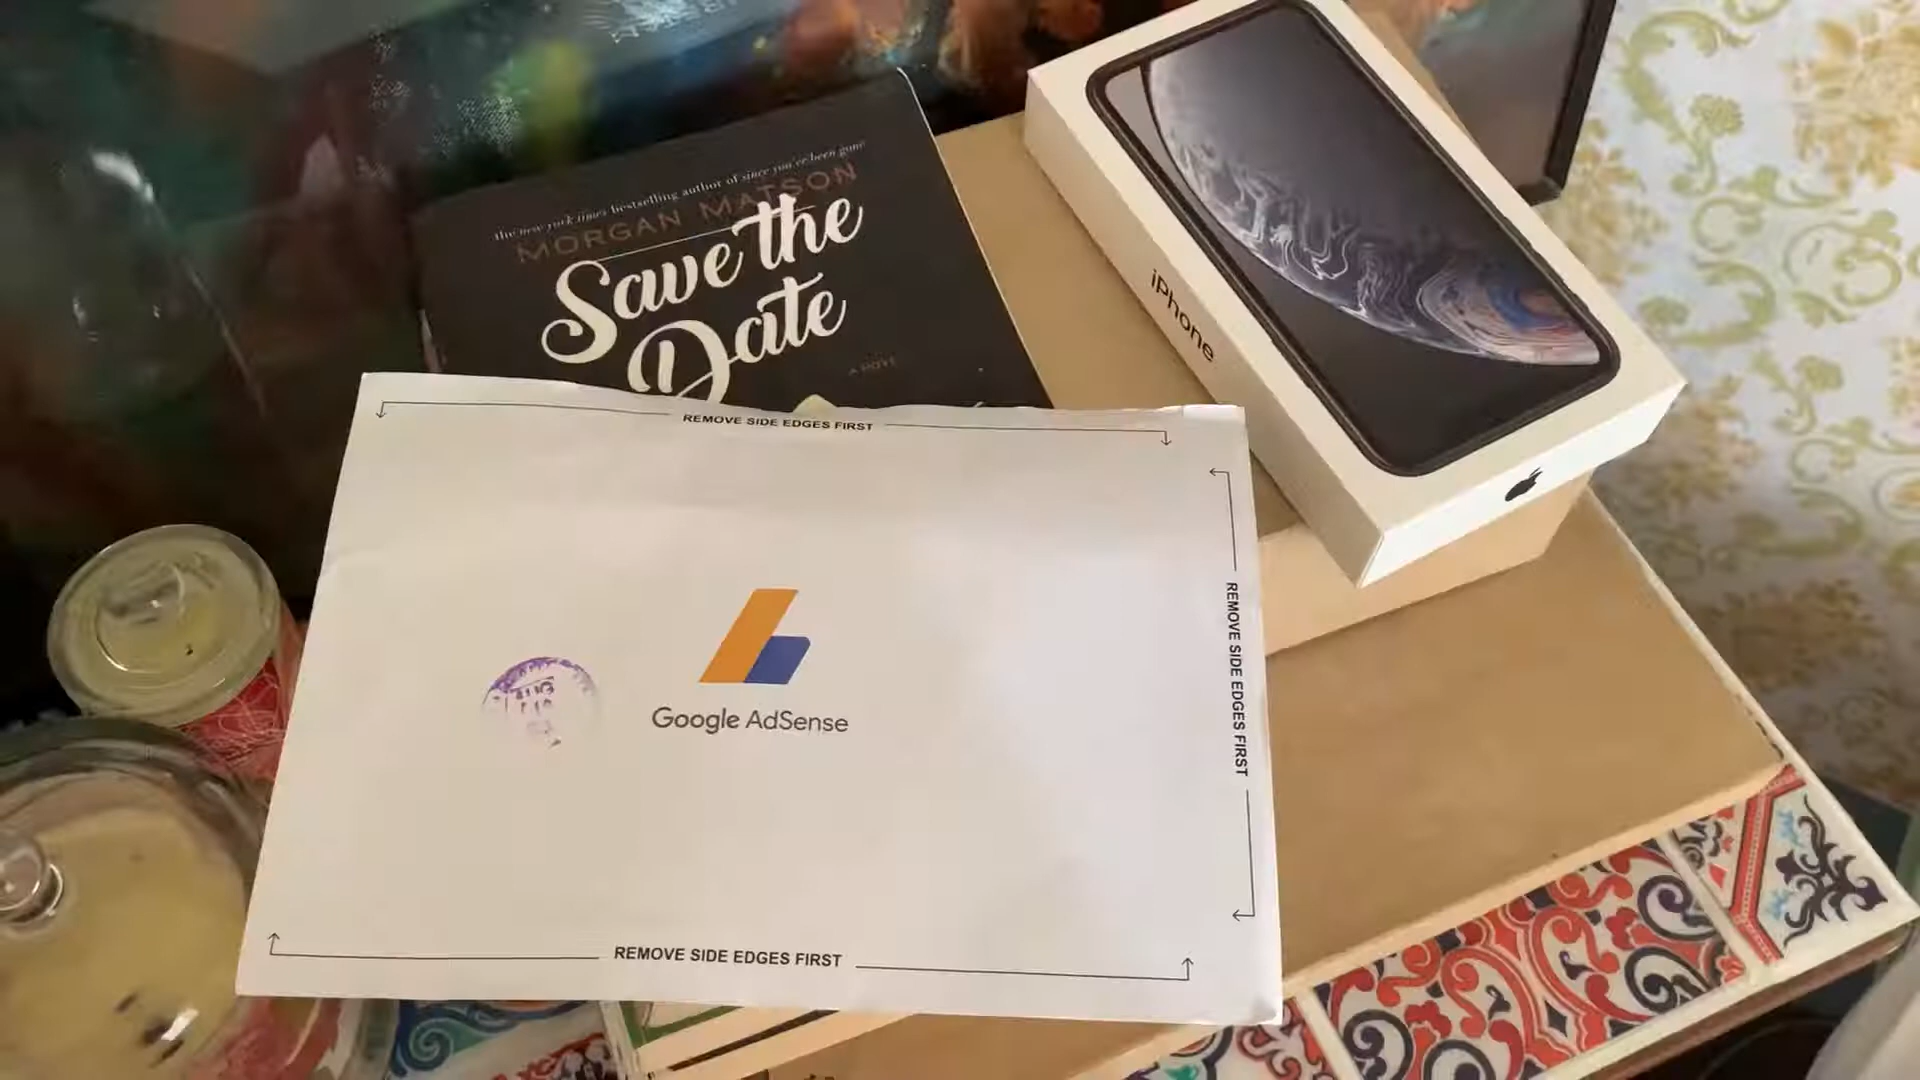 the new york times bestselling author of since you've been gone
MORGAN MATSON
Save the
Date
A NOVEL
iPhone
REMOVE SIDE EDGES FIRST
REMOVE SIDE EDGES FIRST
Google AdSense
REMOVE SIDE EDGES FIRST